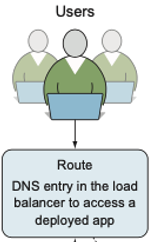 Users
Route
DNS entry in the load
balancer to access a
deployed app